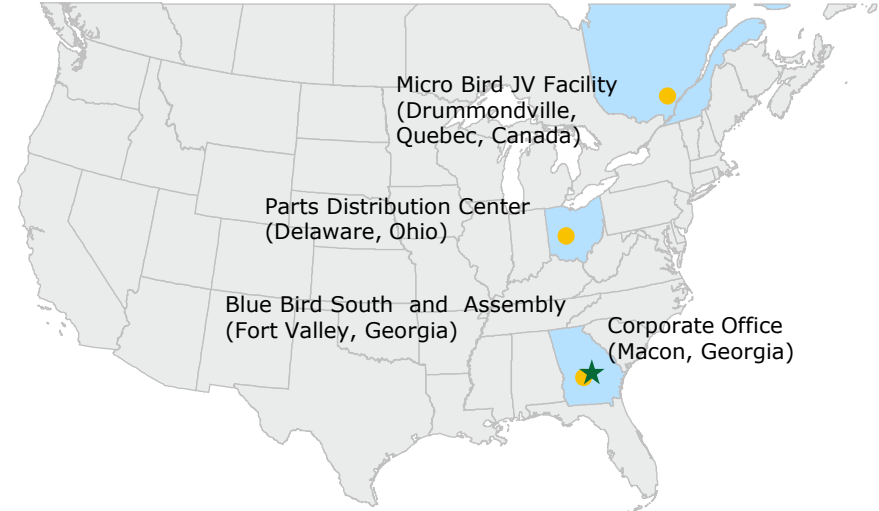 Micro Bird JV Facility
(Drummondville,
Quebec, Canada)
Parts Distribution Center
(Delaware, Ohio)
Blue Bird South and Assembly
(Fort Valley, Georgia)
Corporate Office
(Macon, Georgia)